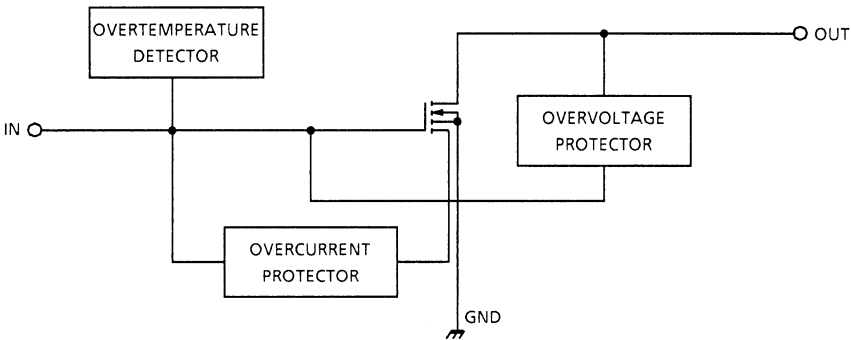 OVERTEMPERATURE
DETECTOR
OUT
OVERVOLTAGE
PROTECTOR
IN
OVERCURRENT
PROTECTOR
GND